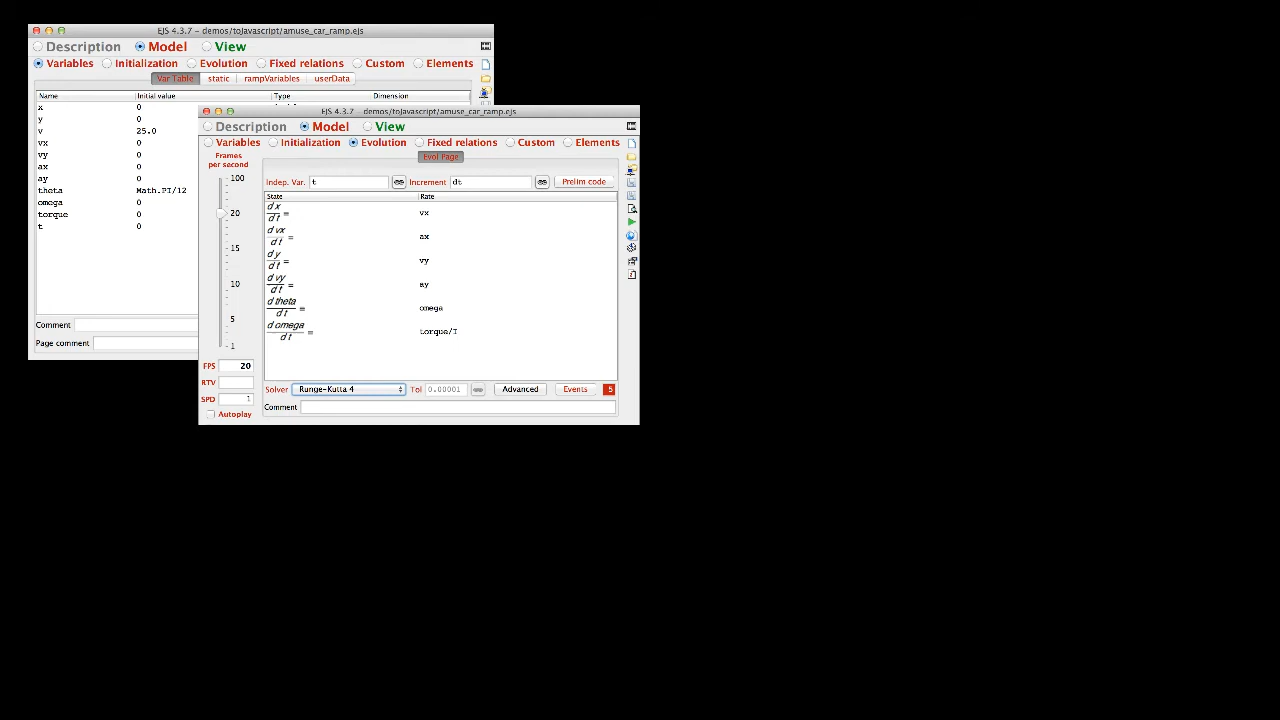 EJS 4.3.7 - demos/toJavascript/amuse_car_ramp.ejs
Description Model View
Variables Initialization Evolution Fixed relations Custom Elements
Var Table static rampVariables userData
Name Initial value Type Dimension
x 0
y 0
v 25.0
vx 0
vy 0
ax 0
ay 0
theta Math.PI/12
omega 0
torque 0
t 0
Comment
Page comment
EJS 4.3.7 - demos/toJavascript/amuse_car_ramp.ejs
Description Model View
Variables Initialization Evolution Fixed relations Custom Elements
Frames
per second
Evol Page
100
20
15
10
5
1
FPS 20
RTV
SPD 1
Autoplay
Indep. Var. t Increment dt Prelim code
State Rate
d x
d t = vx
d vx
d t = ax
d y
d t = vy
d vy
d t = ay
d theta
d t = omega
d omega
d t = torque/I
Solver Runge-Kutta 4 Tol 0.00001 Advanced Events 5
Comment